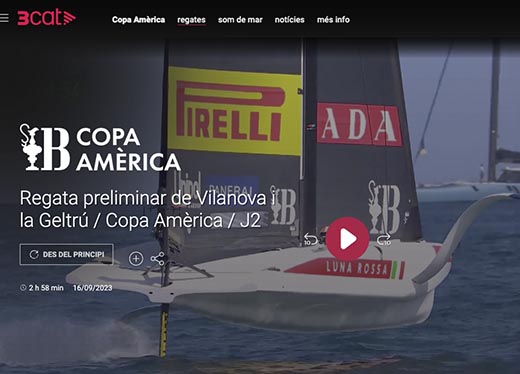 3cat
Copa Amèrica
regates
som de mar
notícies
més info
PIRELLI
ADA
B COPA
AMÈRICA
Regata preliminar de Vilanova i
la Geltrú / Copa Amèrica / J2
PANERAI
B
DES DEL PRINCIPI
10
10
LUNA ROSSA
2 h 58 min 16/09/2023